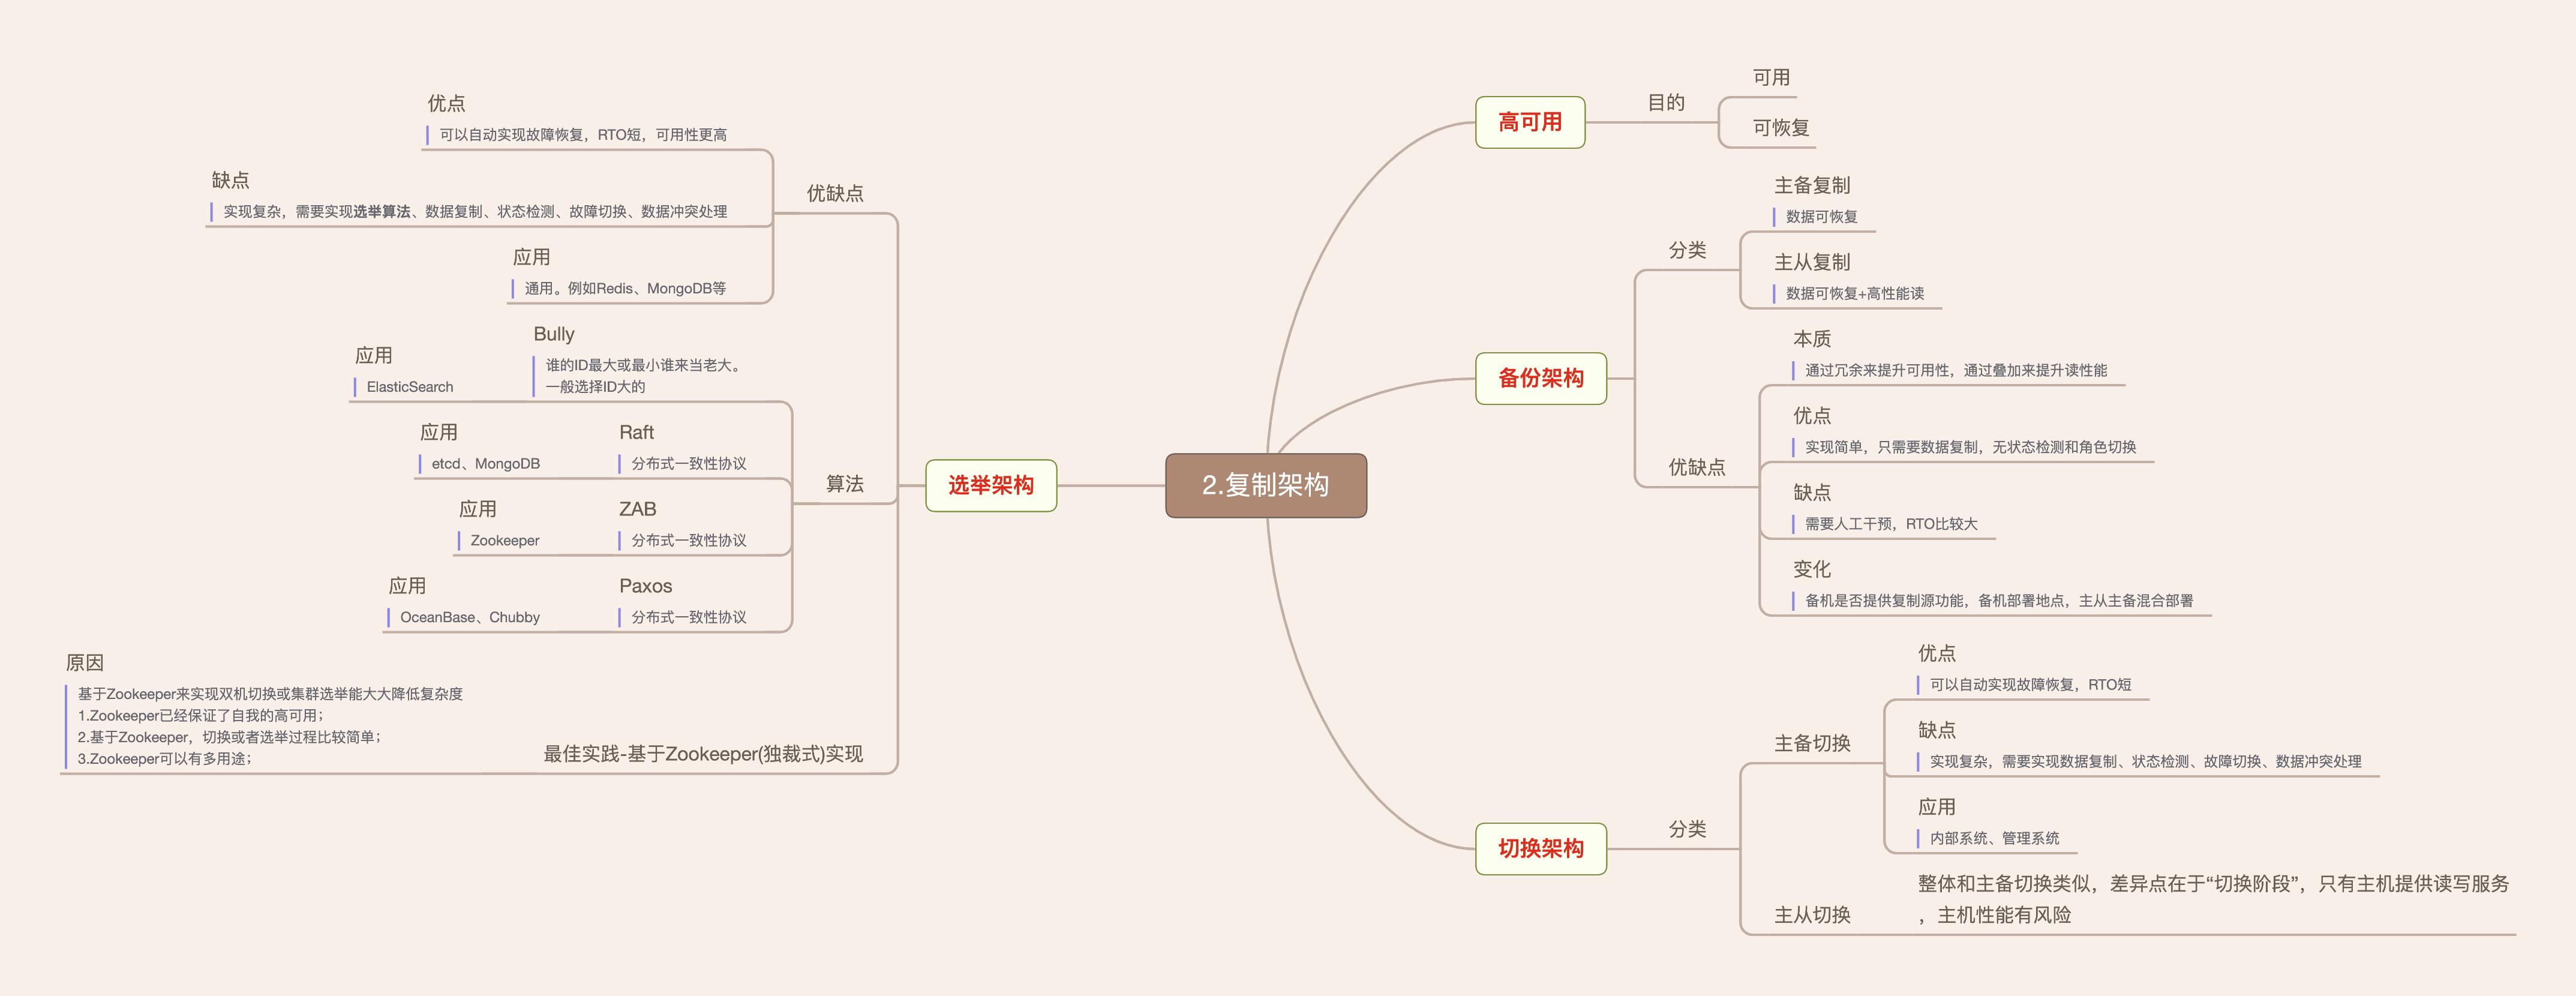 2.复制架构
高可用
目的
可用
可恢复
备份架构
分类
主备复制
数据可恢复
主从复制
数据可恢复+高性能读
优缺点
本质
通过冗余来提升可用性，通过叠加来提升读性能
优点
实现简单，只需要数据复制，无状态检测和角色切换
缺点
需要人工干预，RTO比较大
变化
备机是否提供复制源功能，备机部署地点，主从主备混合部署
切换架构
分类
主备切换
优点
可以自动实现故障恢复，RTO短
缺点
实现复杂，需要实现数据复制、状态检测、故障切换、数据冲突处理
应用
内部系统、管理系统
主从切换
整体和主备切换类似，差异点在于“切换阶段”，只有主机提供读写服务
，主机性能有风险
选举架构
优缺点
优点
可以自动实现故障恢复，RTO短，可用性更高
缺点
实现复杂，需要实现选举算法、数据复制、状态检测、故障切换、数据冲突处理
应用
通用。例如Redis、MongoDB等
算法
Bully
谁的ID最大或最小谁来当老大。
一般选择ID大的
应用
ElasticSearch
Raft
分布式一致性协议
应用
etcd、MongoDB
ZAB
分布式一致性协议
应用
Zookeeper
Paxos
分布式一致性协议
应用
OceanBase、Chubby
最佳实践-基于Zookeeper(独裁式)实现
原因
基于Zookeeper来实现双机切换或集群选举能大大降低复杂度
1.Zookeeper已经保证了自我的高可用；
2.基于Zookeeper，切换或者选举过程比较简单；
3.Zookeeper可以有多用途；